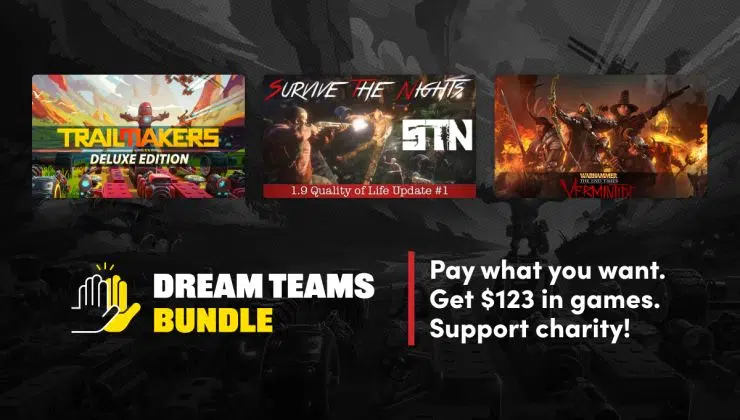 TRAILMAKERS
DELUXE EDITION
SURVIVE THE NIGHTS
STN
1.9 Quality of Life Update #1
WARHAMMER
THE END TIMES
VERMINTIDE
DREAM TEAMS
BUNDLE
Pay what you want.
Get $123 in games.
Support charity!